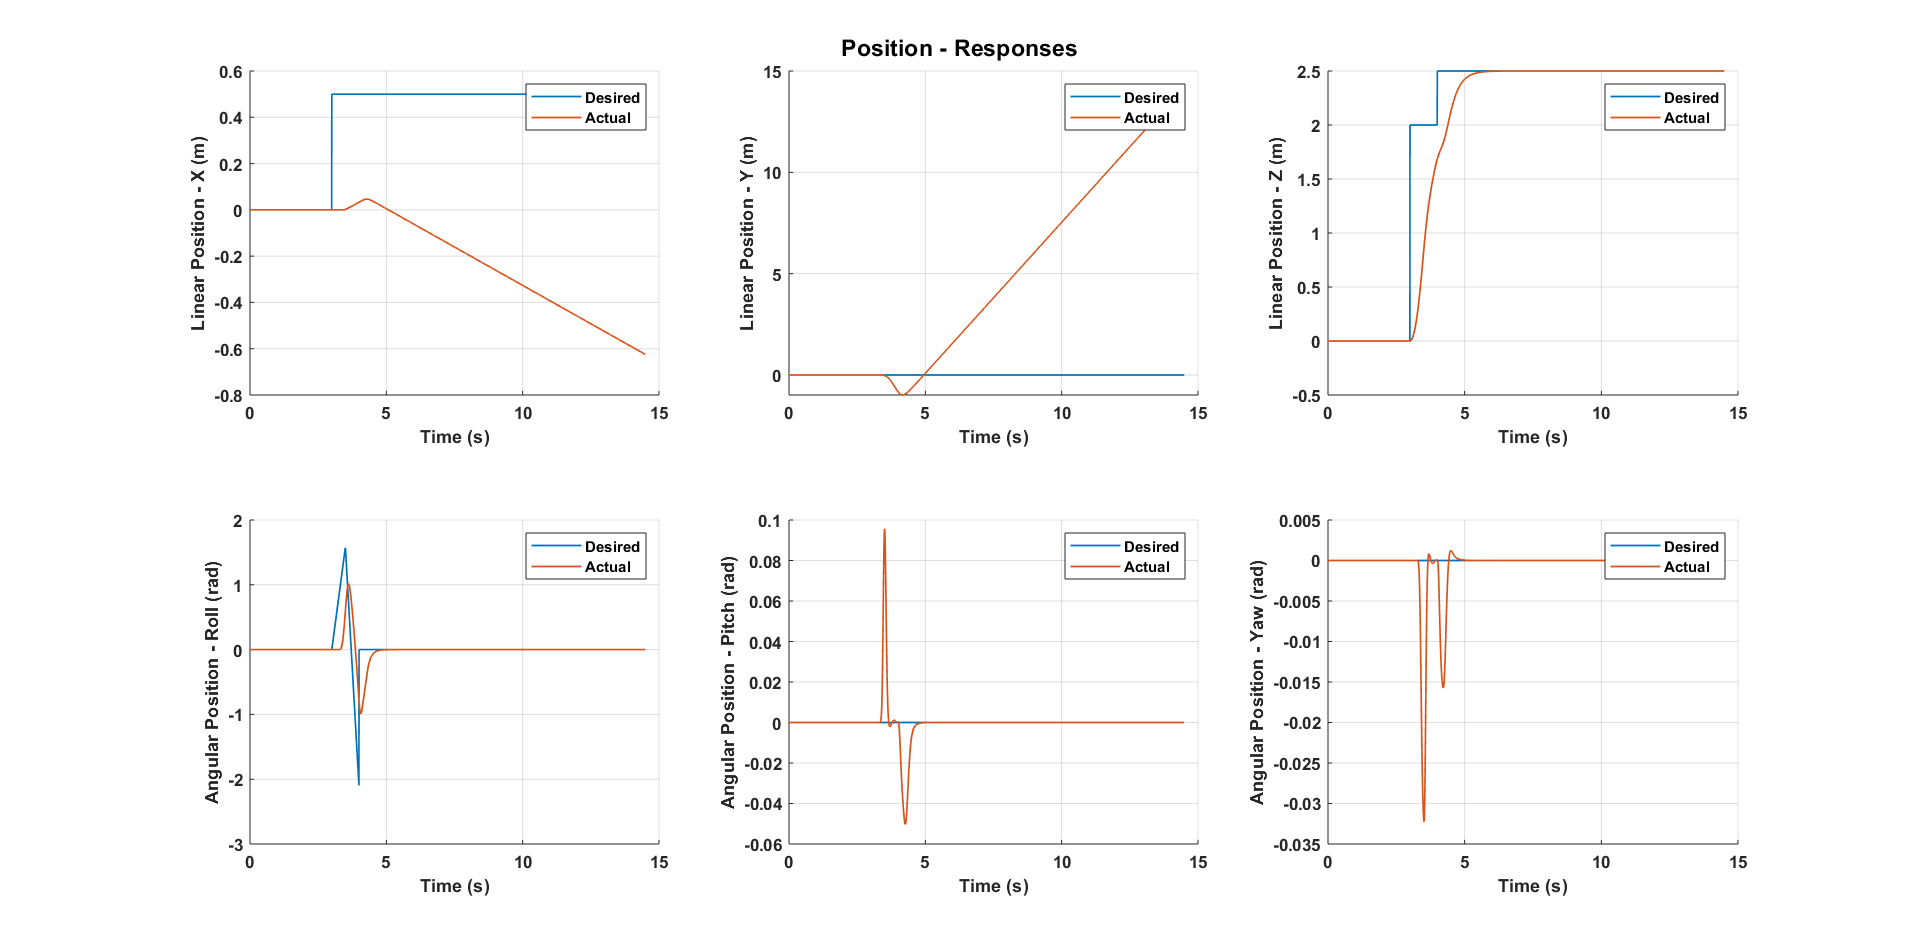 Position - Responses
0.6
0.4
0.2
0
-0.2
-0.4
-0.6
-0.8
Linear Position - X (m)
Desired
Actual
0 5 10 15
Time (s)
15
10
5
0
Linear Position - Y (m)
Desired
Actual
0 5 10 15
Time (s)
2.5
2
1.5
1
0.5
0
-0.5
Linear Position - Z (m)
Desired
Actual
0 5 10 15
Time (s)
2
1
0
-1
-2
-3
Angular Position - Roll (rad)
Desired
Actual
0 5 10 15
Time (s)
0.1
0.08
0.06
0.04
0.02
0
-0.02
-0.04
-0.06
Angular Position - Pitch (rad)
Desired
Actual
0 5 10 15
Time (s)
0.005
0
-0.005
-0.01
-0.015
-0.02
-0.025
-0.03
-0.035
Angular Position - Yaw (rad)
Desired
Actual
0 5 10 15
Time (s)